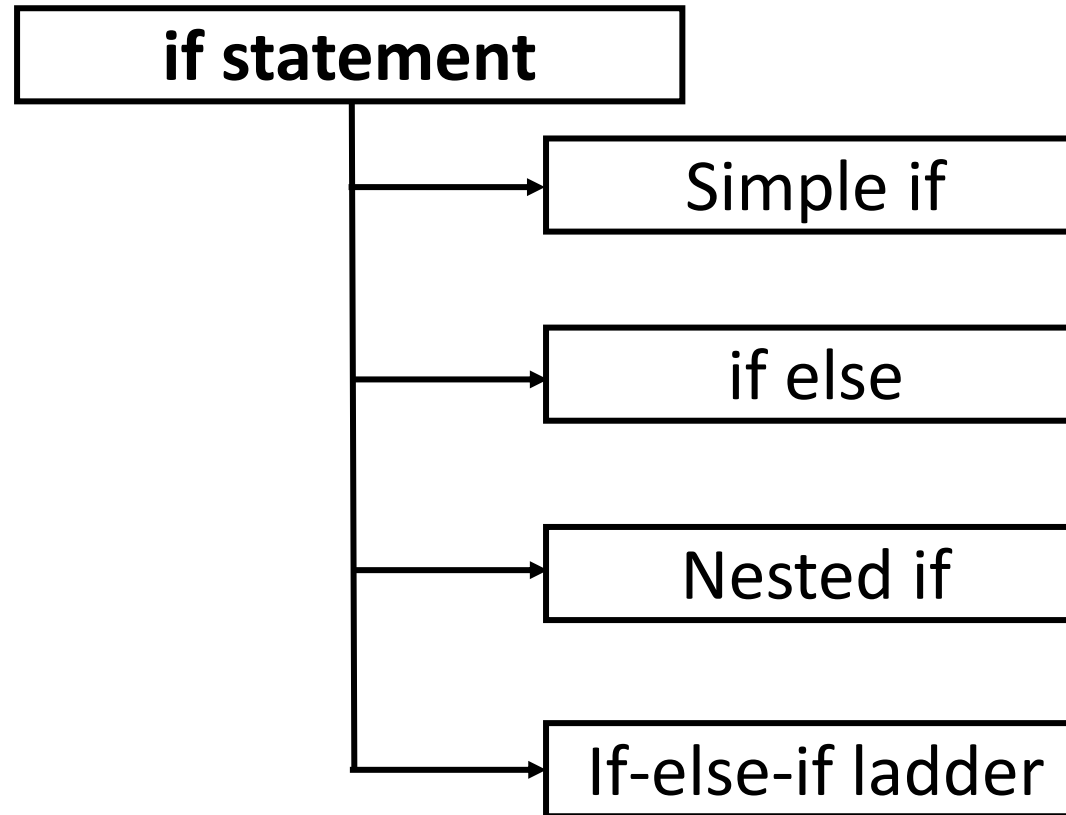 if statement
Simple if
if else
Nested if
If-else-if ladder